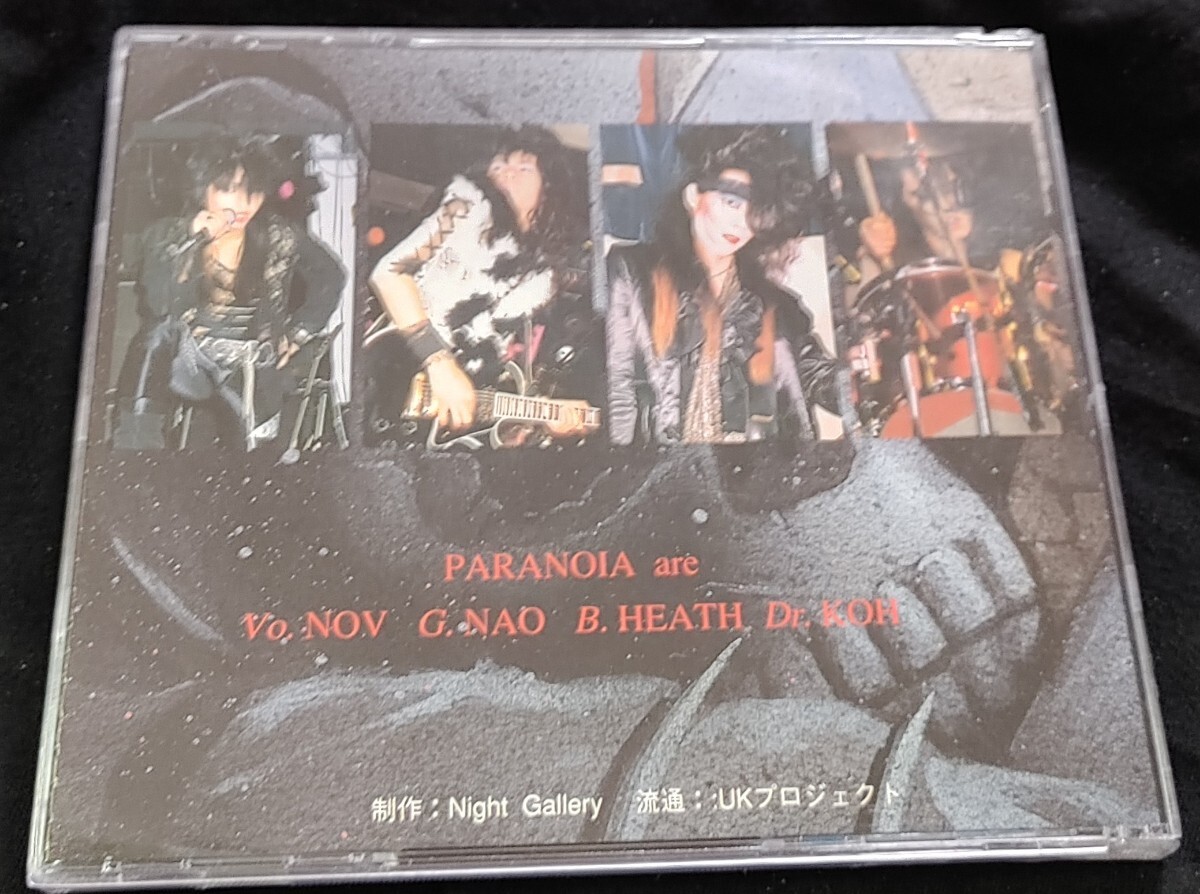 PARANOIA are
Vo. NOV G. NAO B. HEATH Dr. KOH
制作：Night Gallery 流通：UKプロジェクト